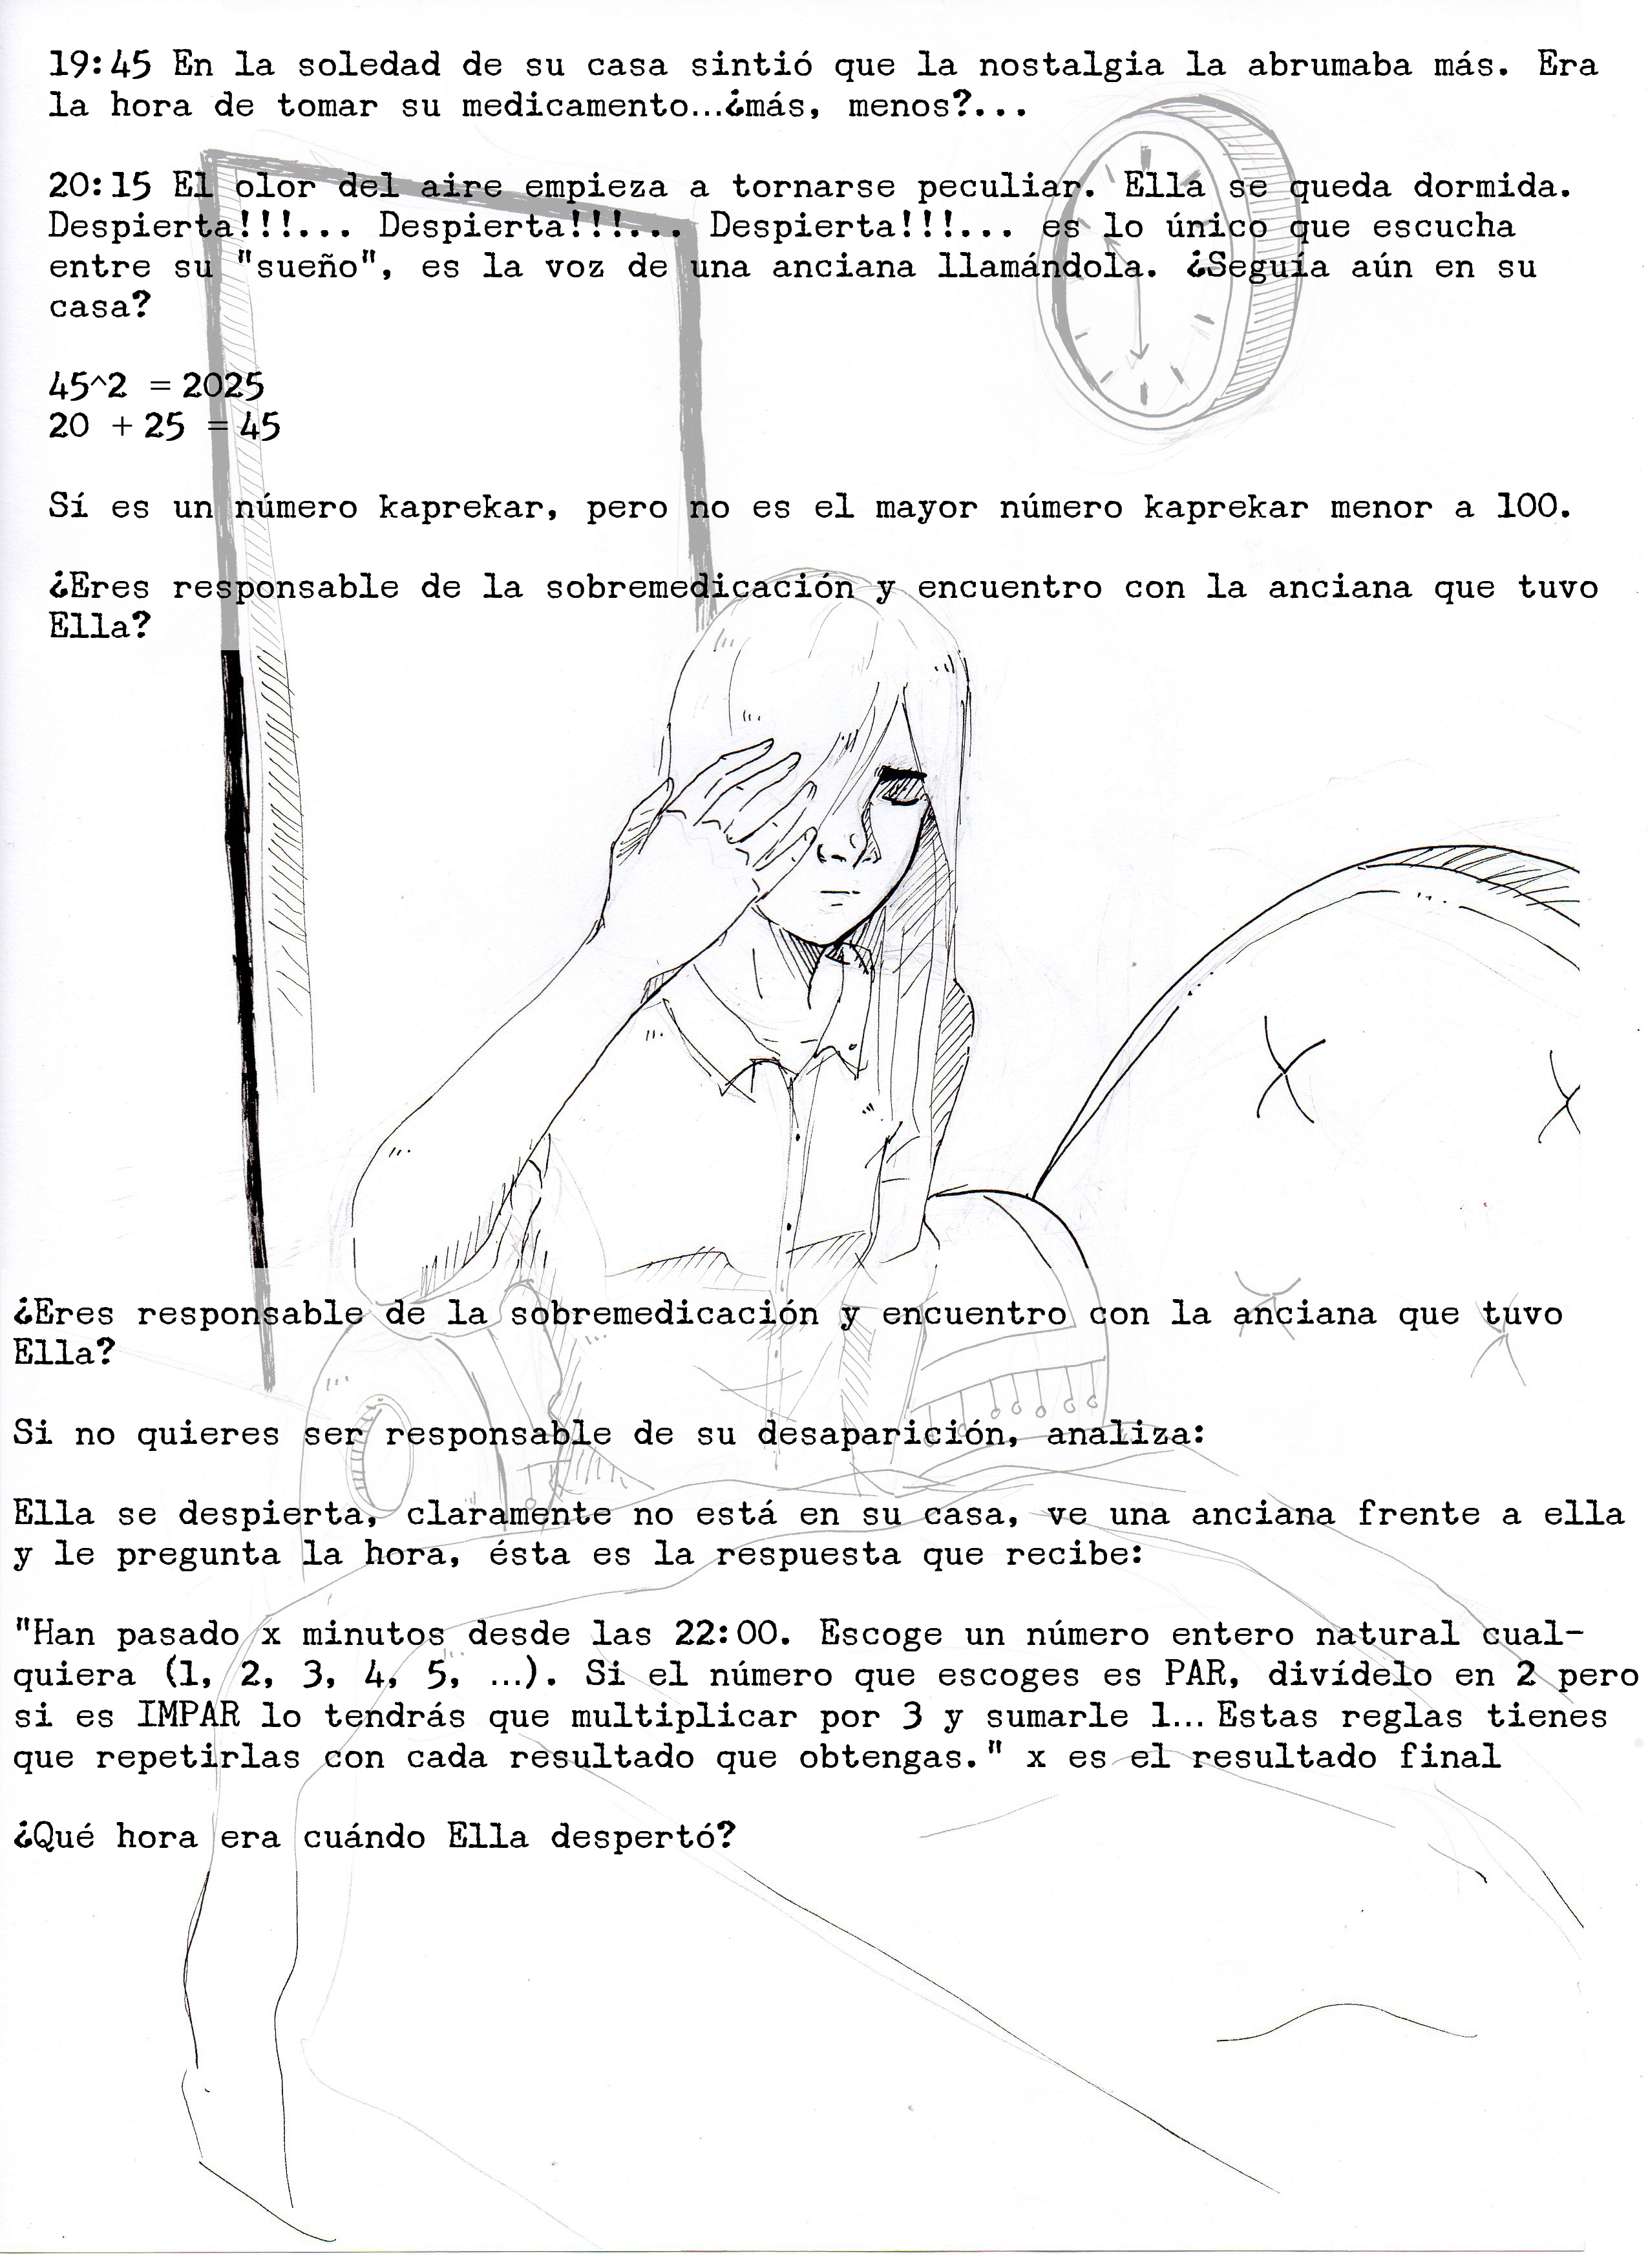 19:45 En la soledad de su casa sintió que la nostalgia la abrumaba más. Era
la hora de tomar su medicamento...¿más, menos?...
20:15 El olor del aire empieza a tornarse peculiar. Ella se queda dormida.
Despierta!!!... Despierta!!!... Despierta!!!... es lo único que escucha
entre su "sueño", es la voz de una anciana llamándola. ¿Seguía aún en su
casa?
45^2 = 2025
20 + 25 = 45
Sí es un número kaprekar, pero no es el mayor número kaprekar menor a 100.
¿Eres responsable de la sobremedicación y encuentro con la anciana que tuvo
Ella?
¿Eres responsable de la sobremedicación y encuentro con la anciana que tuvo
Ella?
Si no quieres ser responsable de su desaparición, analiza:
Ella se despierta, claramente no está en su casa, ve una anciana frente a ella
y le pregunta la hora, ésta es la respuesta que recibe:
"Han pasado x minutos desde las 22:00. Escoge un número entero natural cual-
quiera (1, 2, 3, 4, 5, ...). Si el número que escoges es PAR, divídelo en 2 pero
si es IMPAR lo tendrás que multiplicar por 3 y sumarle 1... Estas reglas tienes
que repetirlas con cada resultado que obtengas." x es el resultado final
¿Qué hora era cuándo Ella despertó?